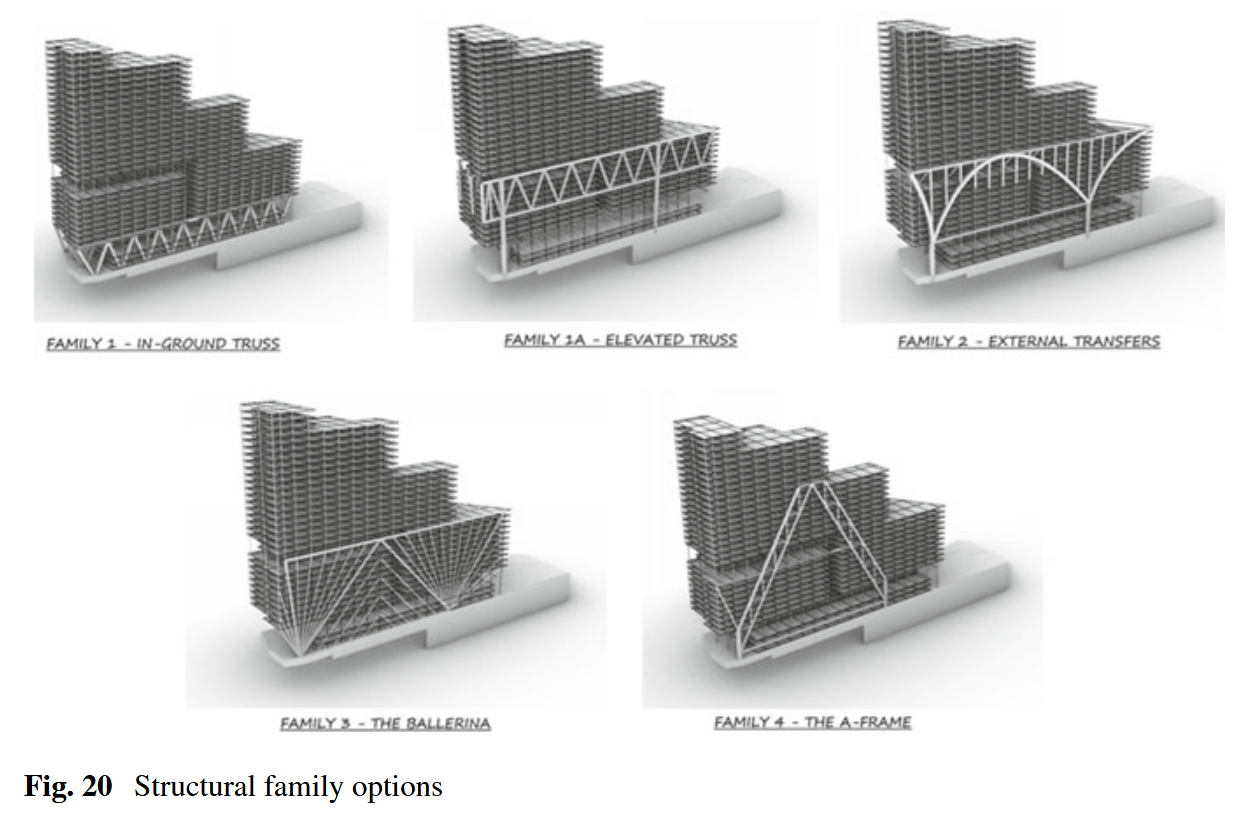 FAMILY 1 - IN-GROUND TRUSS
FAMILY 1A - ELEVATED TRUSS
FAMILY 2 - EXTERNAL TRANSFERS
FAMILY 3 - THE BALLERINA
FAMILY 4 - THE A-FRAME
Fig. 20 Structural family options